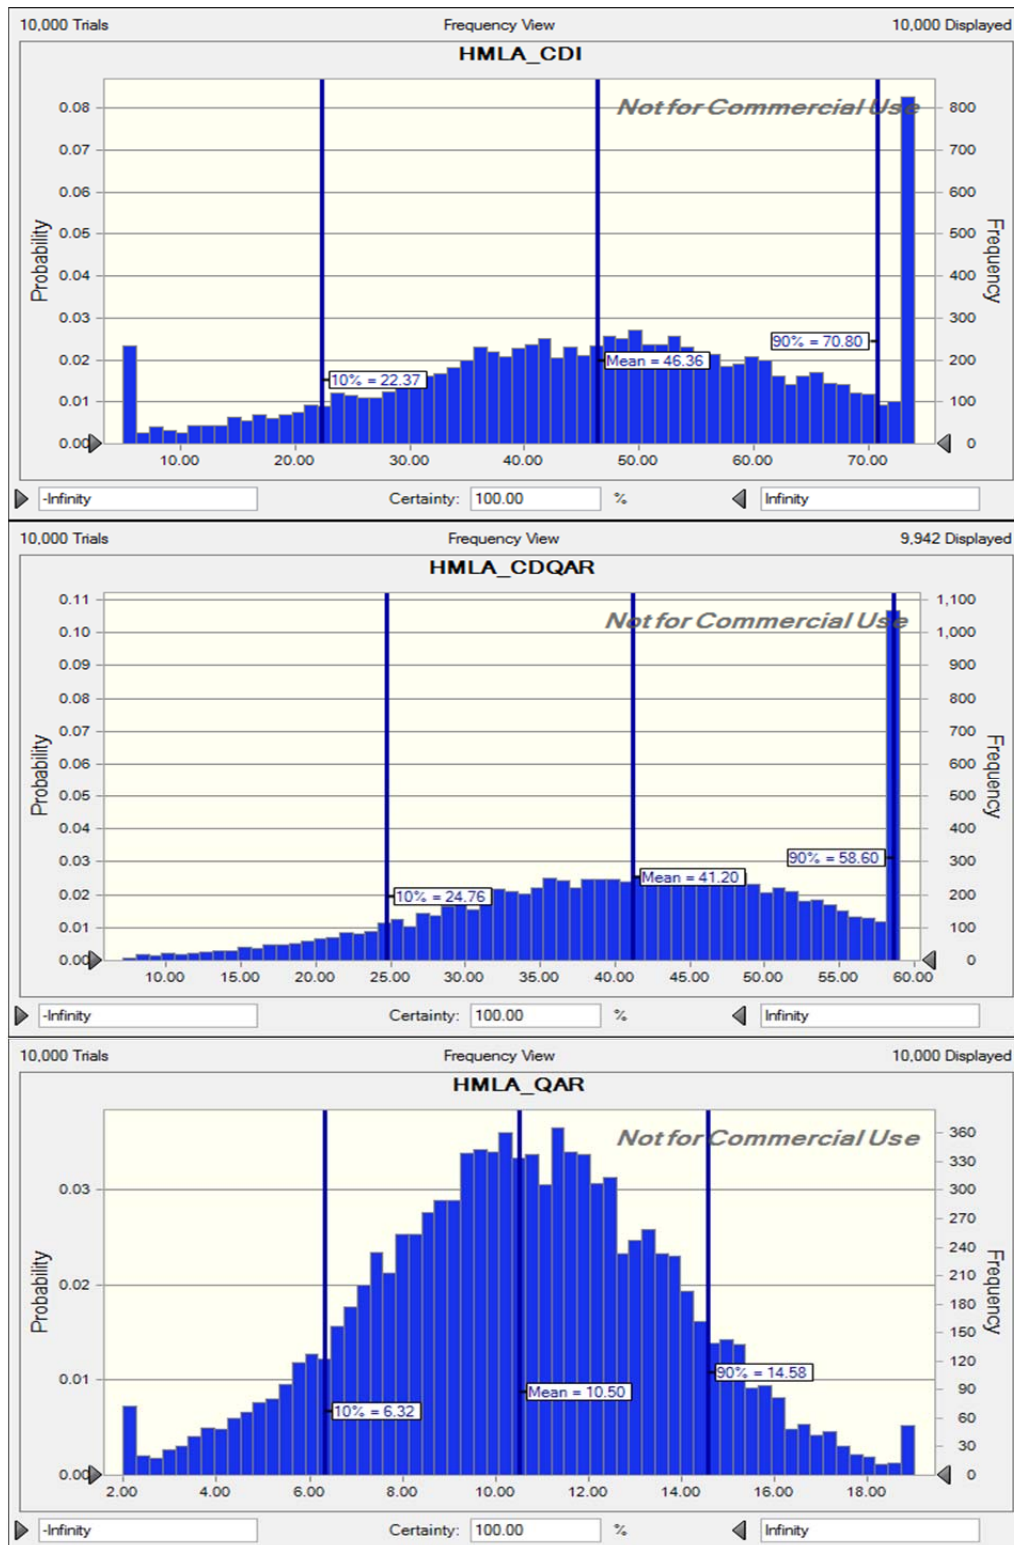 10,000 Trials Frequency View 10,000 Displayed
HMLA_CDI
Not for Commercial Use
Probability
Frequency
0.08
0.07
0.06
0.05
0.04
0.03
0.02
0.01
0.00
800
700
600
500
400
300
200
100
0
10% = 22.37
Mean = 46.36
90% = 70.80
10.00 20.00 30.00 40.00 50.00 60.00 70.00
-Infinity Certainty: 100.00 % Infinity
10,000 Trials Frequency View 9,942 Displayed
HMLA_CDQAR
Not for Commercial Use
Probability
Frequency
0.11
0.10
0.09
0.08
0.07
0.06
0.05
0.04
0.03
0.02
0.01
0.00
1,100
1,000
900
800
700
600
500
400
300
200
100
0
10% = 24.76
Mean = 41.20
90% = 58.60
10.00 15.00 20.00 25.00 30.00 35.00 40.00 45.00 50.00 55.00 60.00
-Infinity Certainty: 100.00 % Infinity
10,000 Trials Frequency View 10,000 Displayed
HMLA_QAR
Not for Commercial Use
Probability
Frequency
0.03
0.02
0.01
0.00
360
330
300
270
240
210
180
150
120
90
60
30
0
10% = 6.32
Mean = 10.50
90% = 14.58
2.00 4.00 6.00 8.00 10.00 12.00 14.00 16.00 18.00
-Infinity Certainty: 100.00 % Infinity